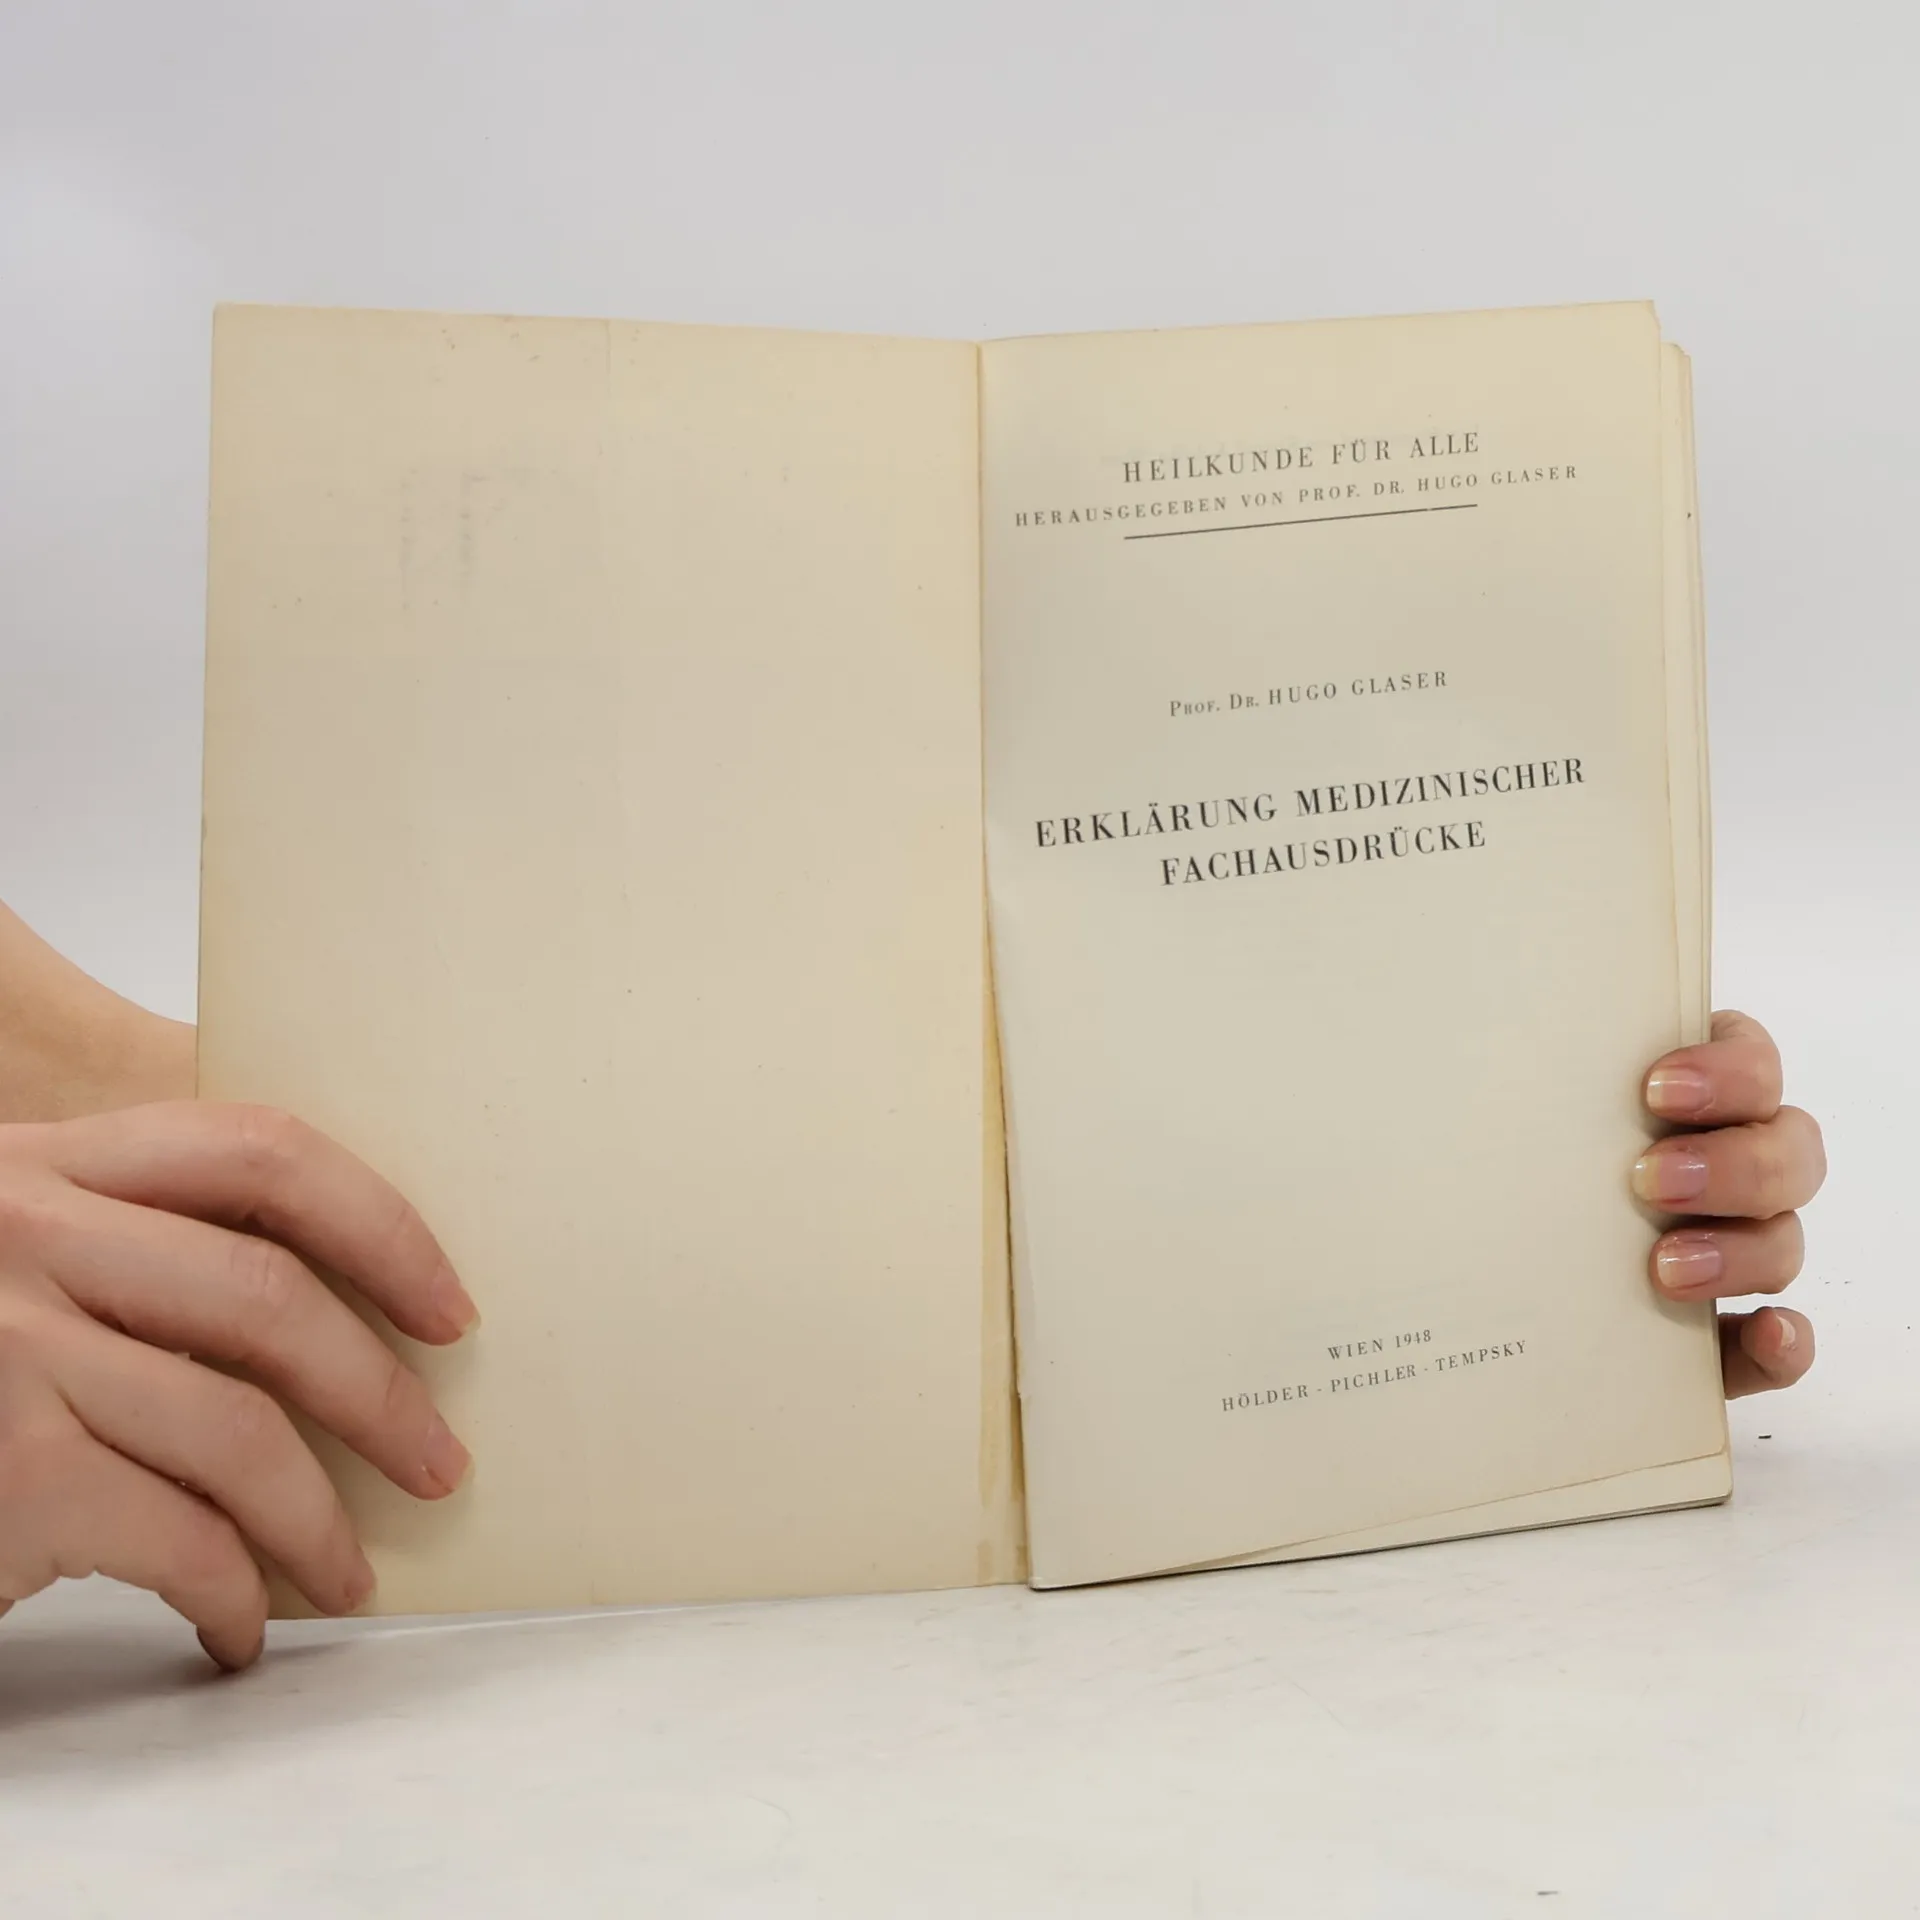 HEILKUNDE FÜR ALLE
HERAUSGEGEBEN VON PROF. DR. HUGO GLASER
PROF. DR. HUGO GLASER
ERKLÄRUNG MEDIZINISCHER
FACHAUSDRÜCKE
WIEN 1948
HÖLDER - PICHLER - TEMPSKY